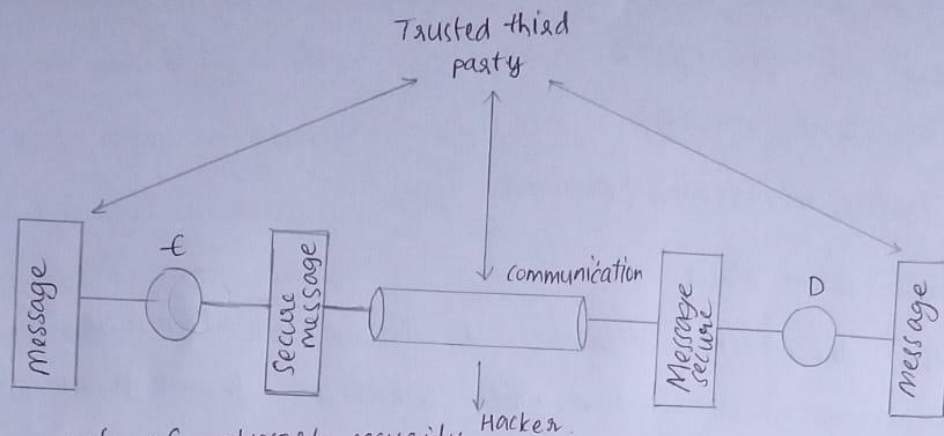 Trusted third
party
communication
E
D
Message
Secure
message
Message
secure
message
Hacker.